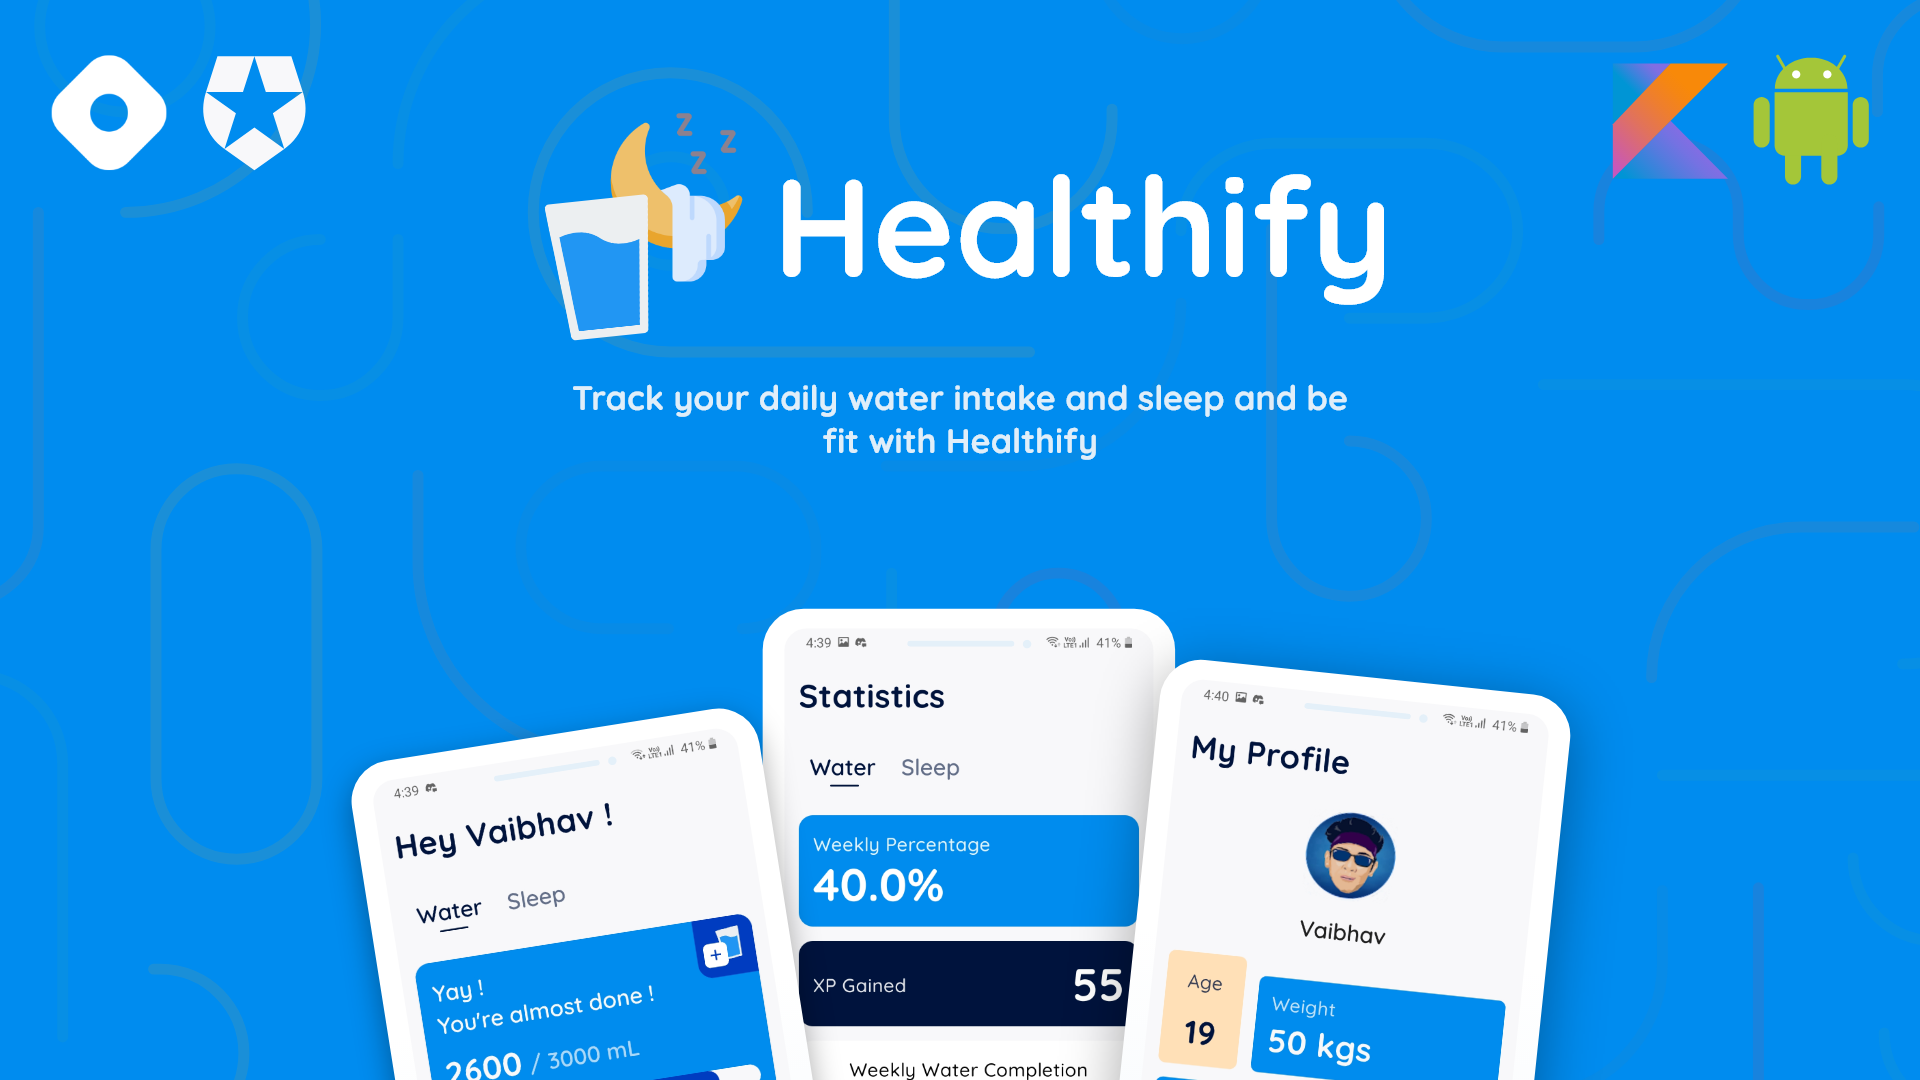 z
z
z
Healthify
Track your daily water intake and sleep and be
fit with Healthify
4:39
41%
Hey Vaibhav !
Water Sleep
Yay !
You're almost done !
2600 / 3000 mL
4:39
41%
Statistics
Water Sleep
Weekly Percentage
40.0%
XP Gained 55
Weekly Water Completion
4:40
41%
My Profile
Vaibhav
Age
19
Weight
50 kgs